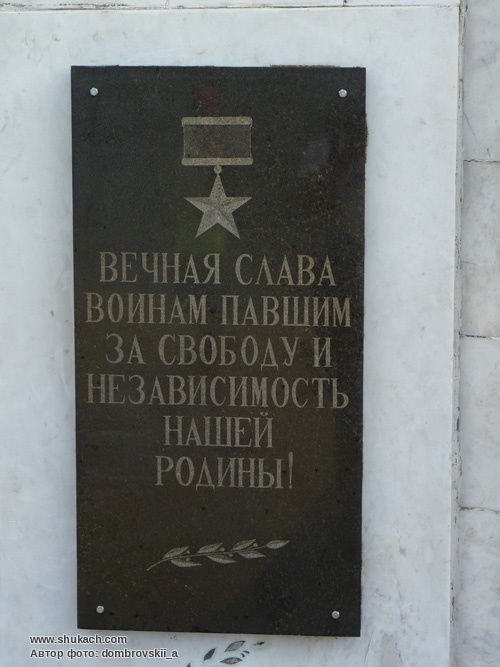 ВЕЧНАЯ СЛАВА
ВОИНАМ ПАВШИМ
ЗА СВОБОДУ И
НЕЗАВИСИМОСТЬ
НАШЕЙ
РОДИНЫ!
www.shukach.com
Автор фото: dombrovskii_a